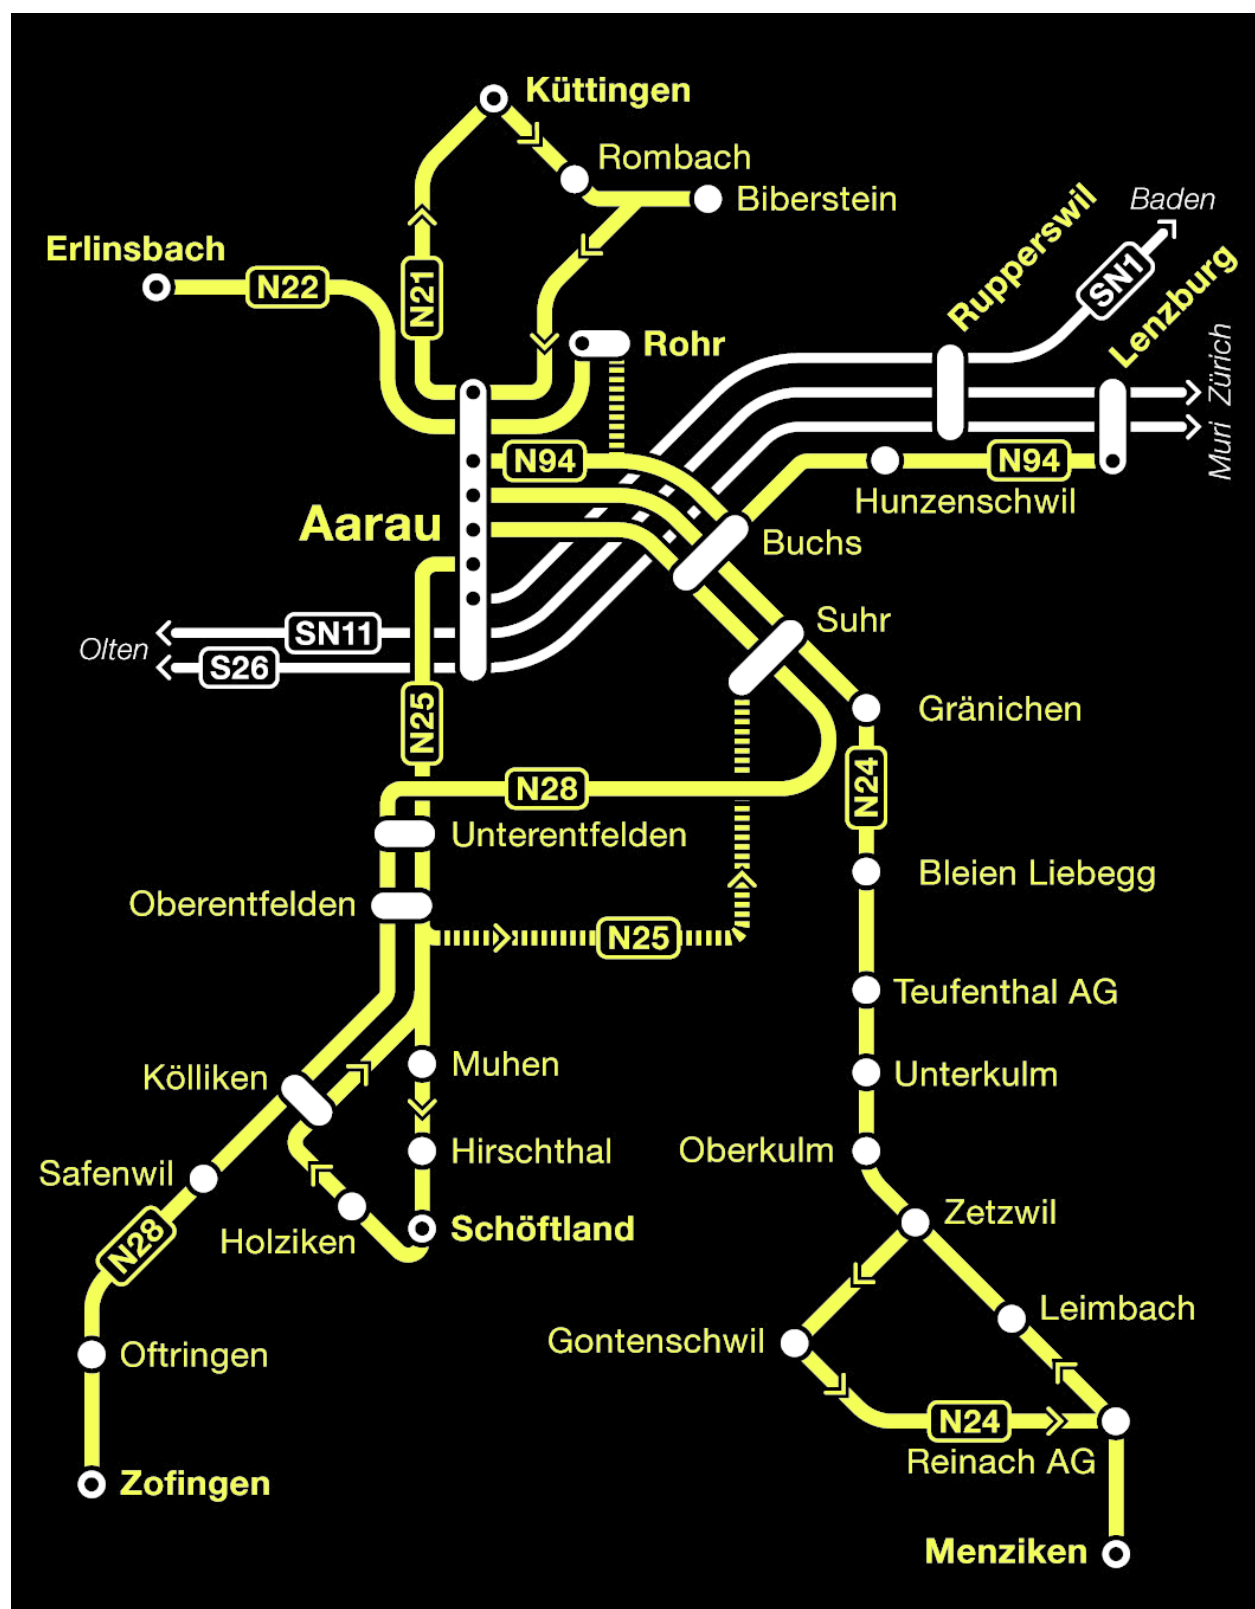 Küttingen
Rombach
Biberstein
Baden
Rupperswil
Erlinsbach
N22
N21
SN1
Lenzburg
Rohr
Zürich
Muri
N94
N94
Hunzenschwil
Aarau
Buchs
Suhr
SN11
Olten
S26
N25
Gränichen
N28
N24
Unterentfelden
Bleien Liebegg
Oberentfelden
N25
Teufenthal AG
Muhen
Kölliken
Unterkulm
Hirschthal
Oberkulm
Safenwil
Zetzwil
Schöftland
Holziken
N28
Leimbach
Gontenschwil
Oftringen
N24
Reinach AG
Zofingen
Menziken